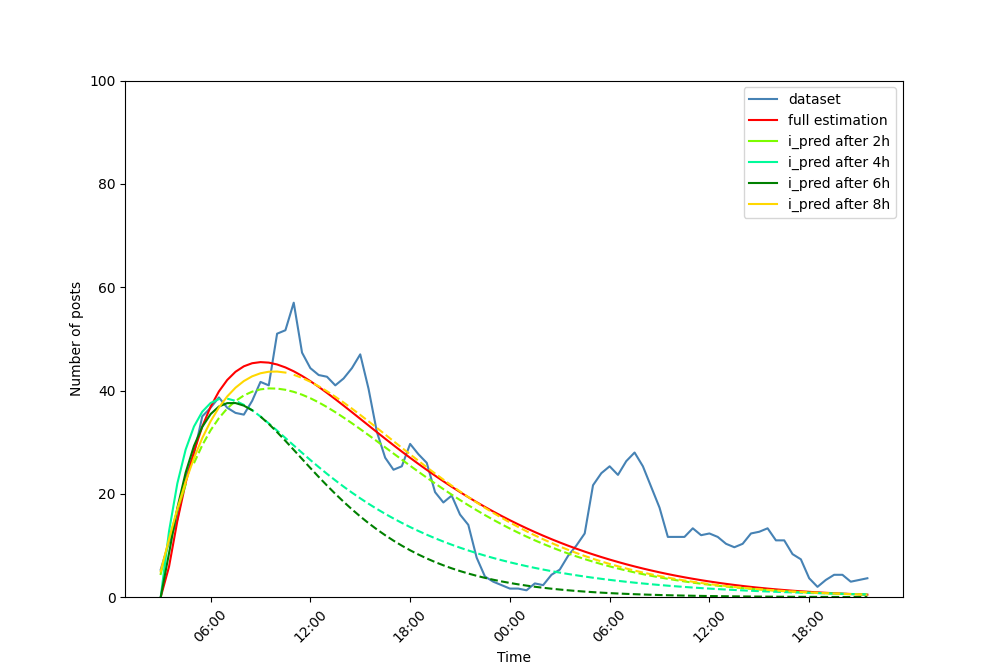 100
80
60
40
20
0
Number of posts
dataset
full estimation
i_pred after 2h
i_pred after 4h
i_pred after 6h
i_pred after 8h
06:00
12:00
18:00
00:00
06:00
12:00
18:00
Time